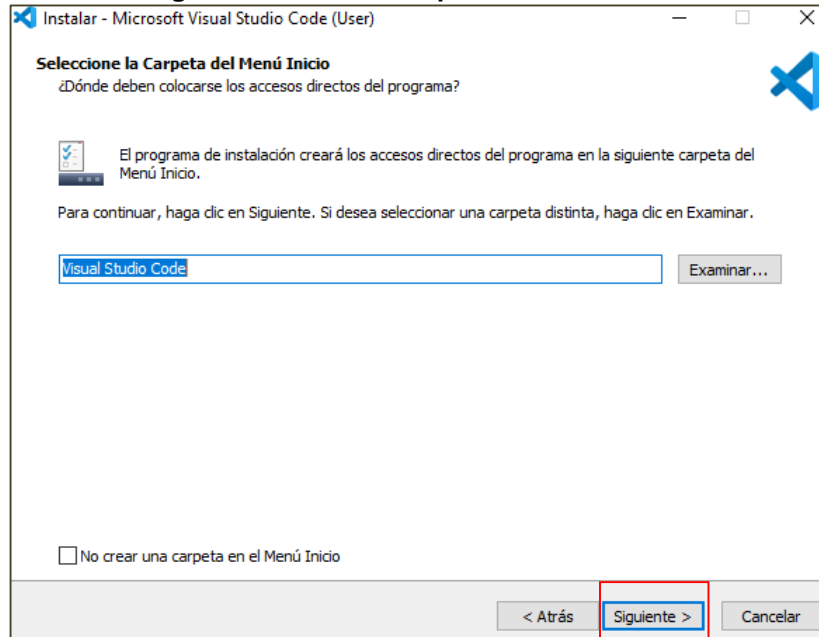 Instalar - Microsoft Visual Studio Code (User)
Seleccione la Carpeta del Menú Inicio
¿Dónde deben colocarse los accesos directos del programa?
El programa de instalación creará los accesos directos del programa en la siguiente carpeta del
Menú Inicio.
Para continuar, haga clic en Siguiente. Si desea seleccionar una carpeta distinta, haga clic en Examinar.
Visual Studio Code
Examinar...
No crear una carpeta en el Menú Inicio
< Atrás
Siguiente >
Cancelar